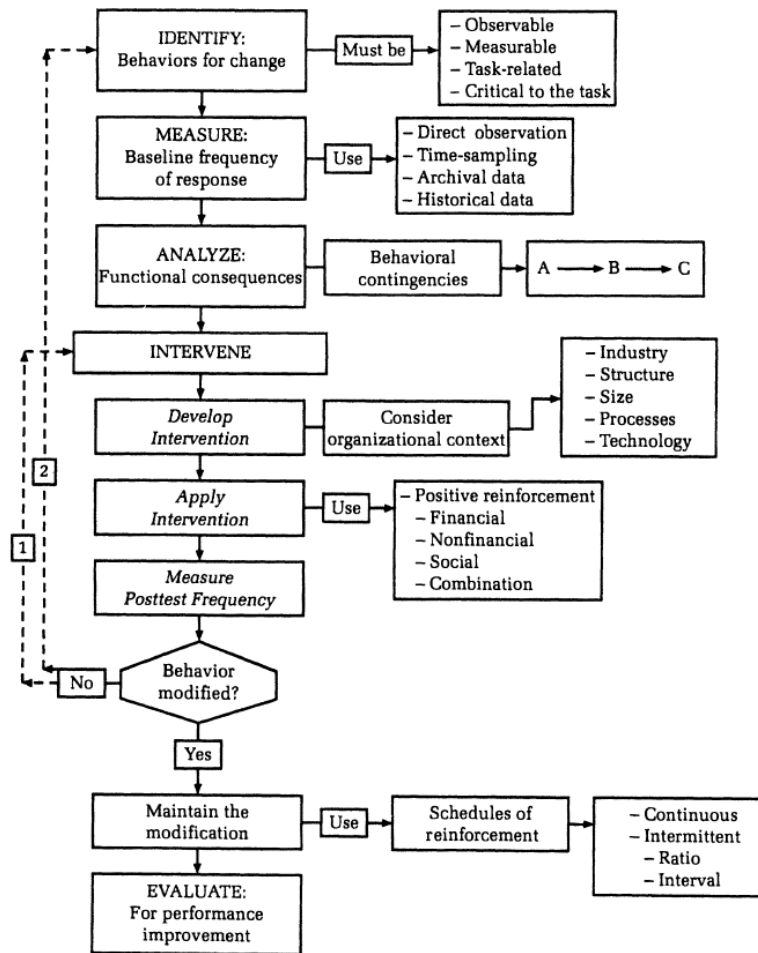 IDENTIFY:
Behaviors for change
Must be
– Observable
– Measurable
– Task-related
– Critical to the task
MEASURE:
Baseline frequency
of response
Use
– Direct observation
– Time-sampling
– Archival data
– Historical data
ANALYZE:
Functional consequences
Behavioral
contingencies
A B C
INTERVENE
Develop
Intervention
Consider
organizational context
– Industry
– Structure
– Size
– Processes
– Technology
2
1
Apply
Intervention
Use
– Positive reinforcement
– Financial
– Nonfinancial
– Social
– Combination
Measure
Posttest Frequency
Behavior
modified?
No
Yes
Maintain the
modification
Use
Schedules of
reinforcement
– Continuous
– Intermittent
– Ratio
– Interval
EVALUATE:
For performance
improvement